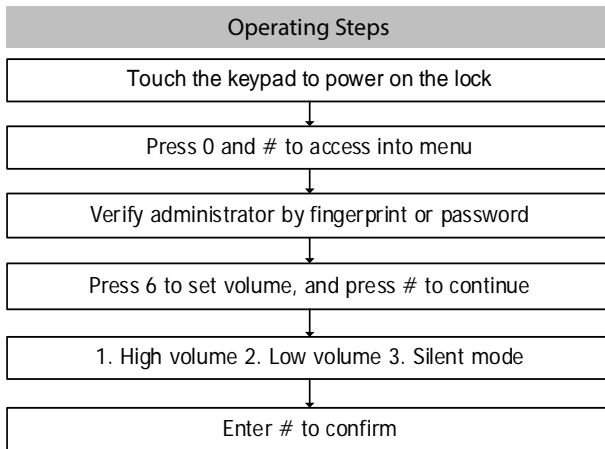 Operating Steps
Touch the keypad to power on the lock
Press 0 and # to access into menu
Verify administrator by fingerprint or password
Press 6 to set volume, and press # to continue
1. High volume 2. Low volume 3. Silent mode
Enter # to confirm